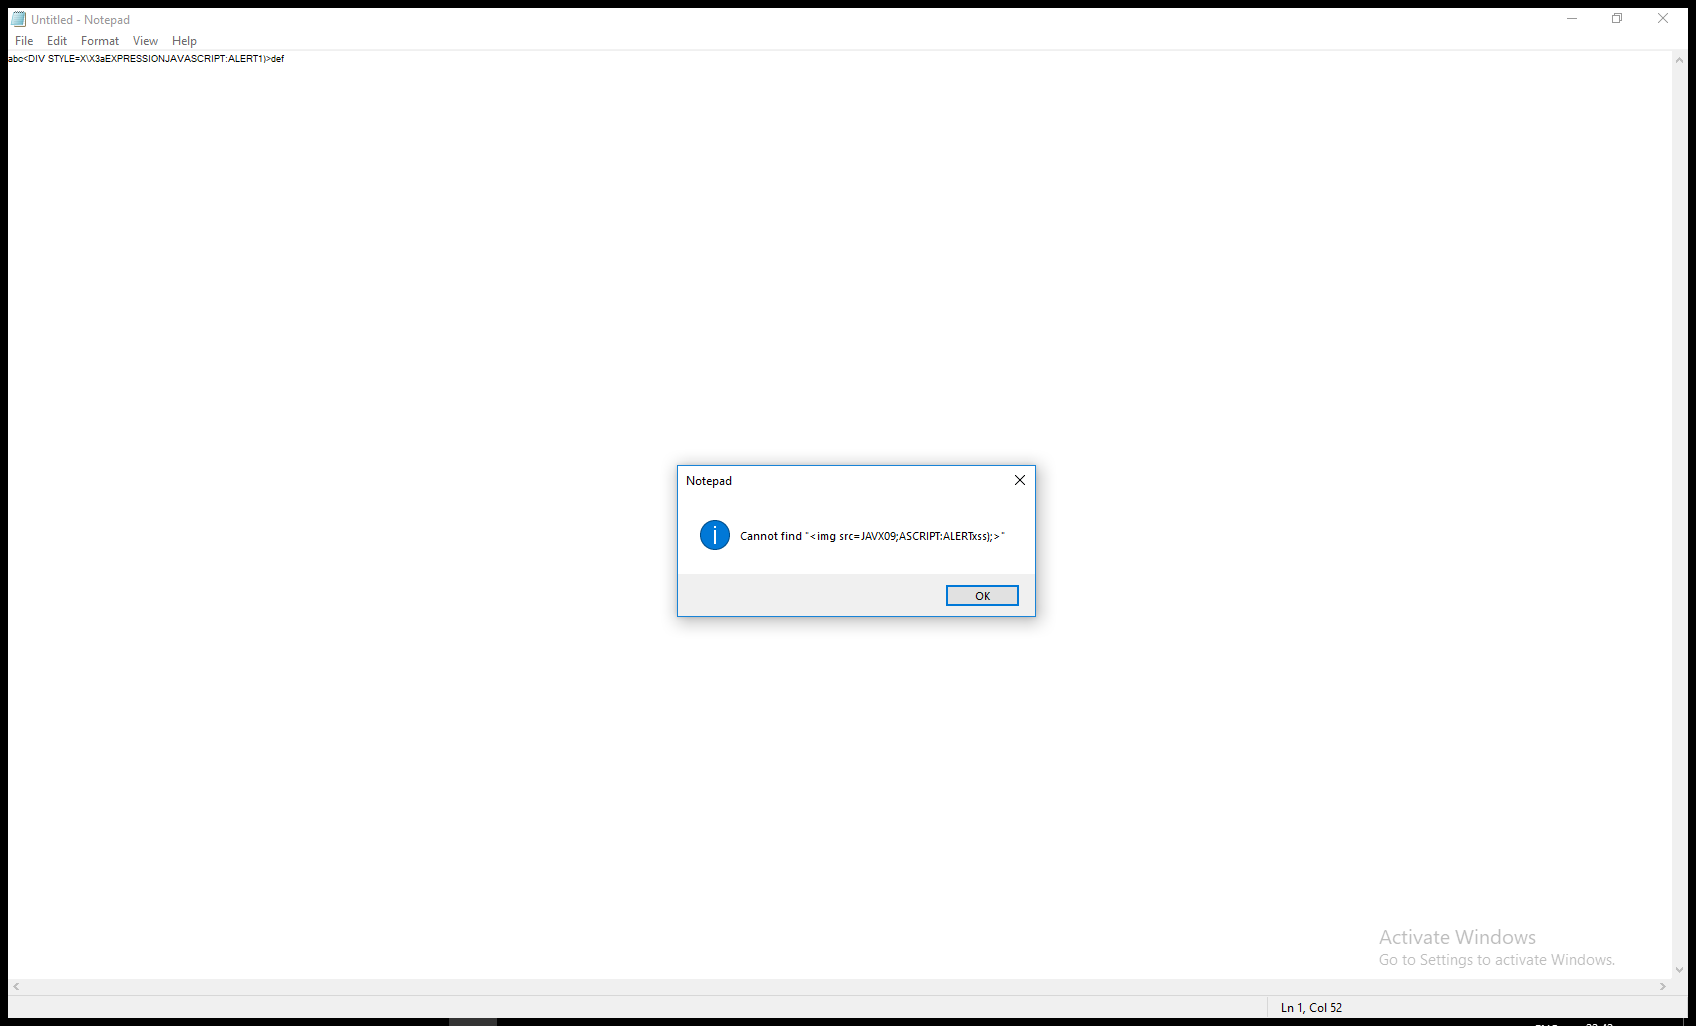 Untitled - Notepad
File Edit Format View Help
abc<DIV STYLE=X\X3aEXPRESSIONJAVASCRIPT:ALERT1)>def
Notepad
Cannot find "<img src=JAVX09;ASCRIPT:ALERTxss);>"
OK
Activate Windows
Go to Settings to activate Windows.
Ln 1, Col 52